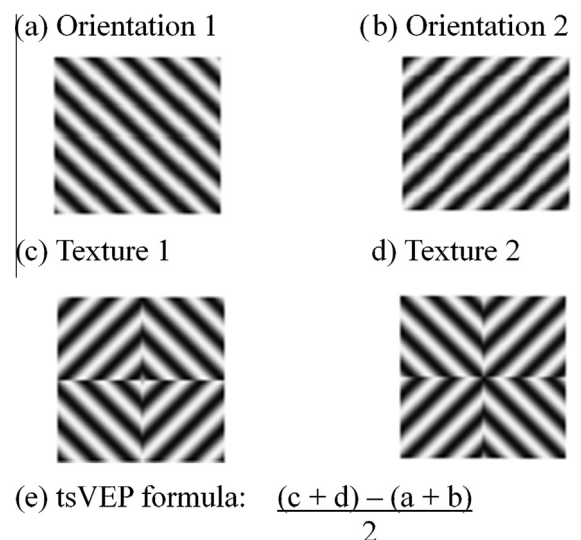 (a) Orientation 1
(b) Orientation 2
(c) Texture 1
d) Texture 2
(e) tsVEP formula: (c + d) – (a + b)
2